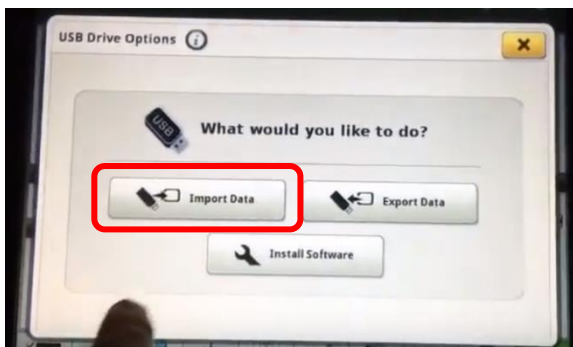 USB Drive Options
USB
What would you like to do?
Import Data
Export Data
Install Software